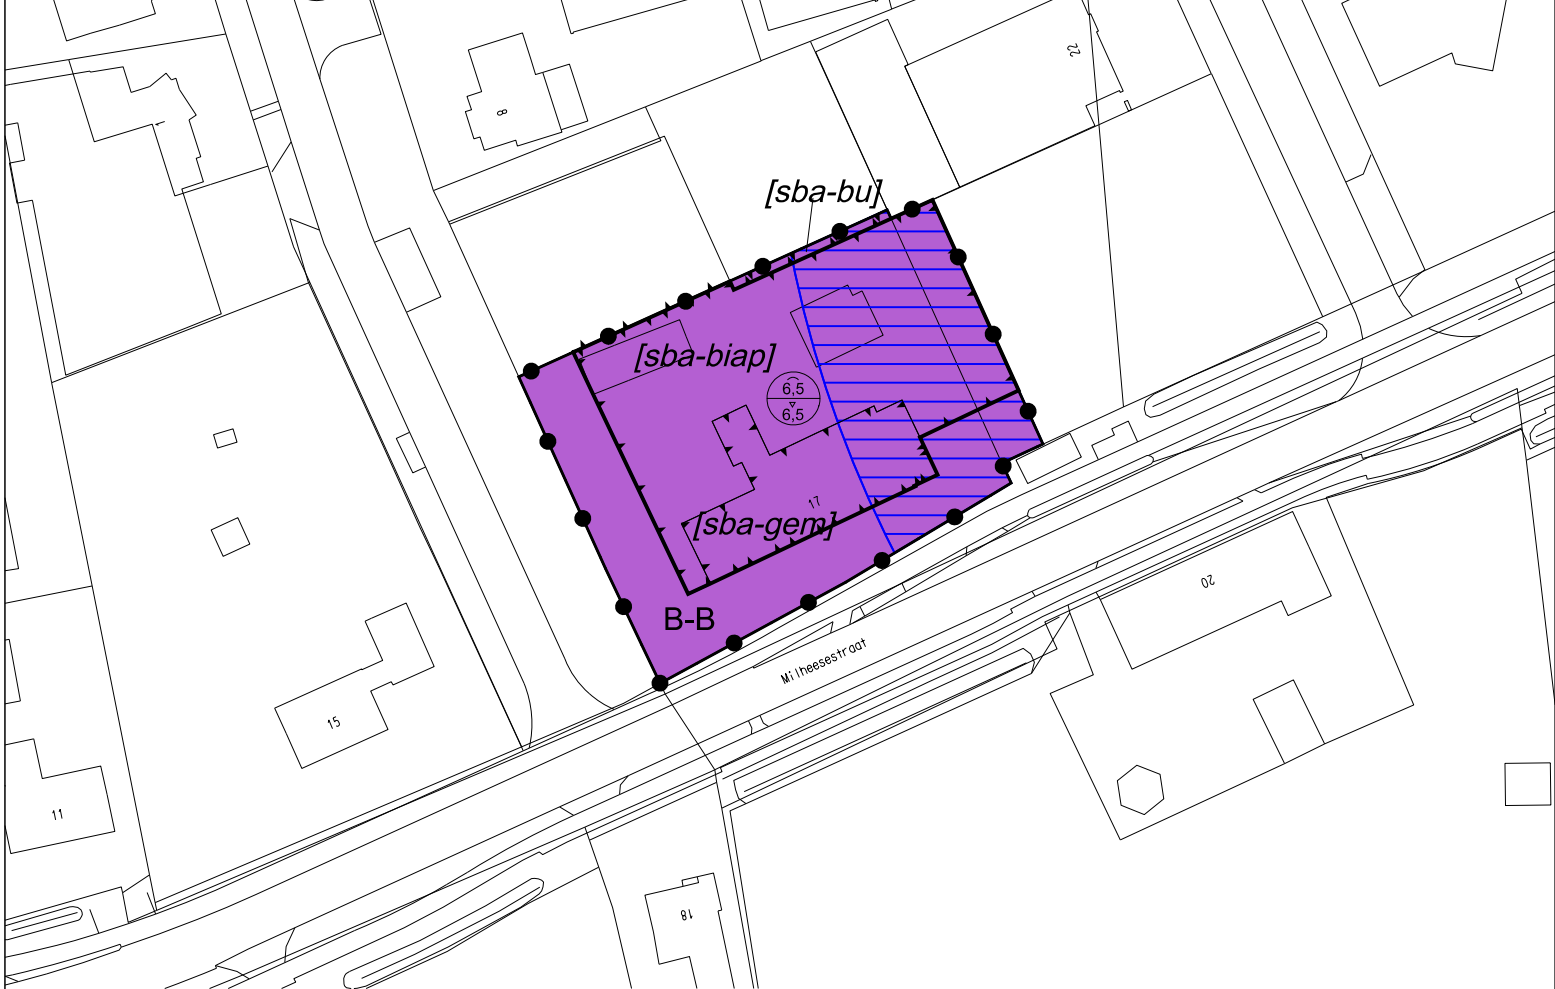 22
8
[sba-bu]
[sba-biap]
6,5
6,5
17
[sba-gem]
20
B-B
Milheesestraat
15
11
18